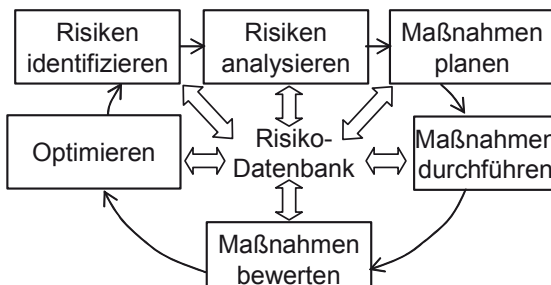 Risiken
identifizieren
Risiken
analysieren
Maßnahmen
planen
Optimieren
Risiko-
Datenbank
Maßnahmen
durchführen
Maßnahmen
bewerten